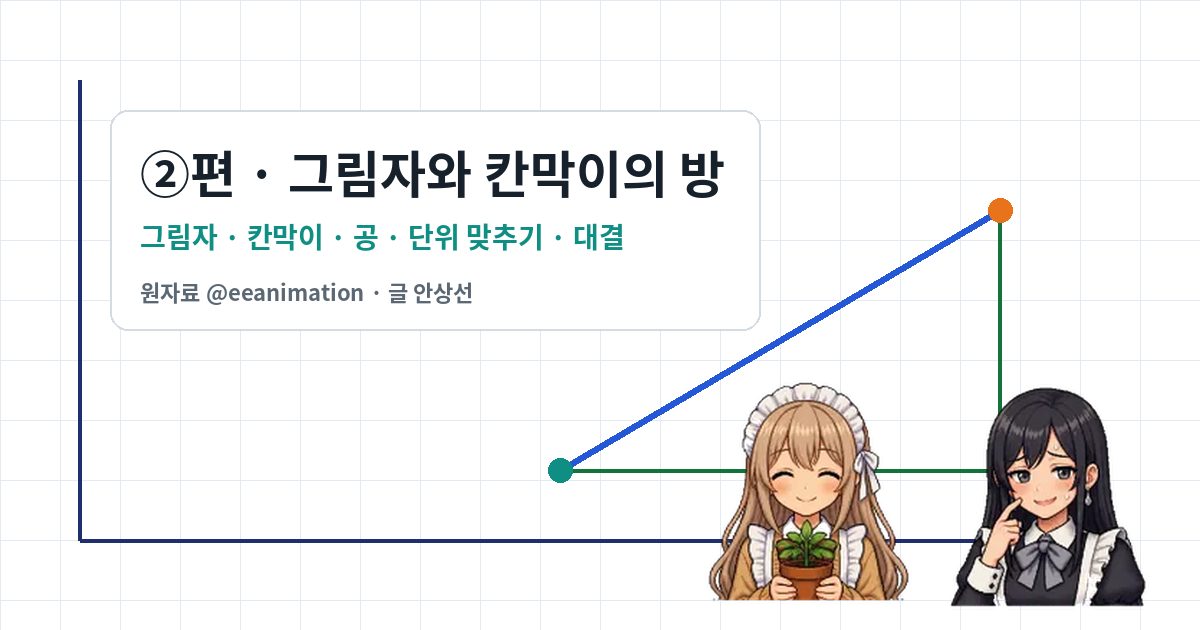 ②편 · 그림자와 칸막이의 방
그림자 · 칸막이 · 공 · 단위 맞추기 · 대결
원자료 @eeanimation · 글 안상선